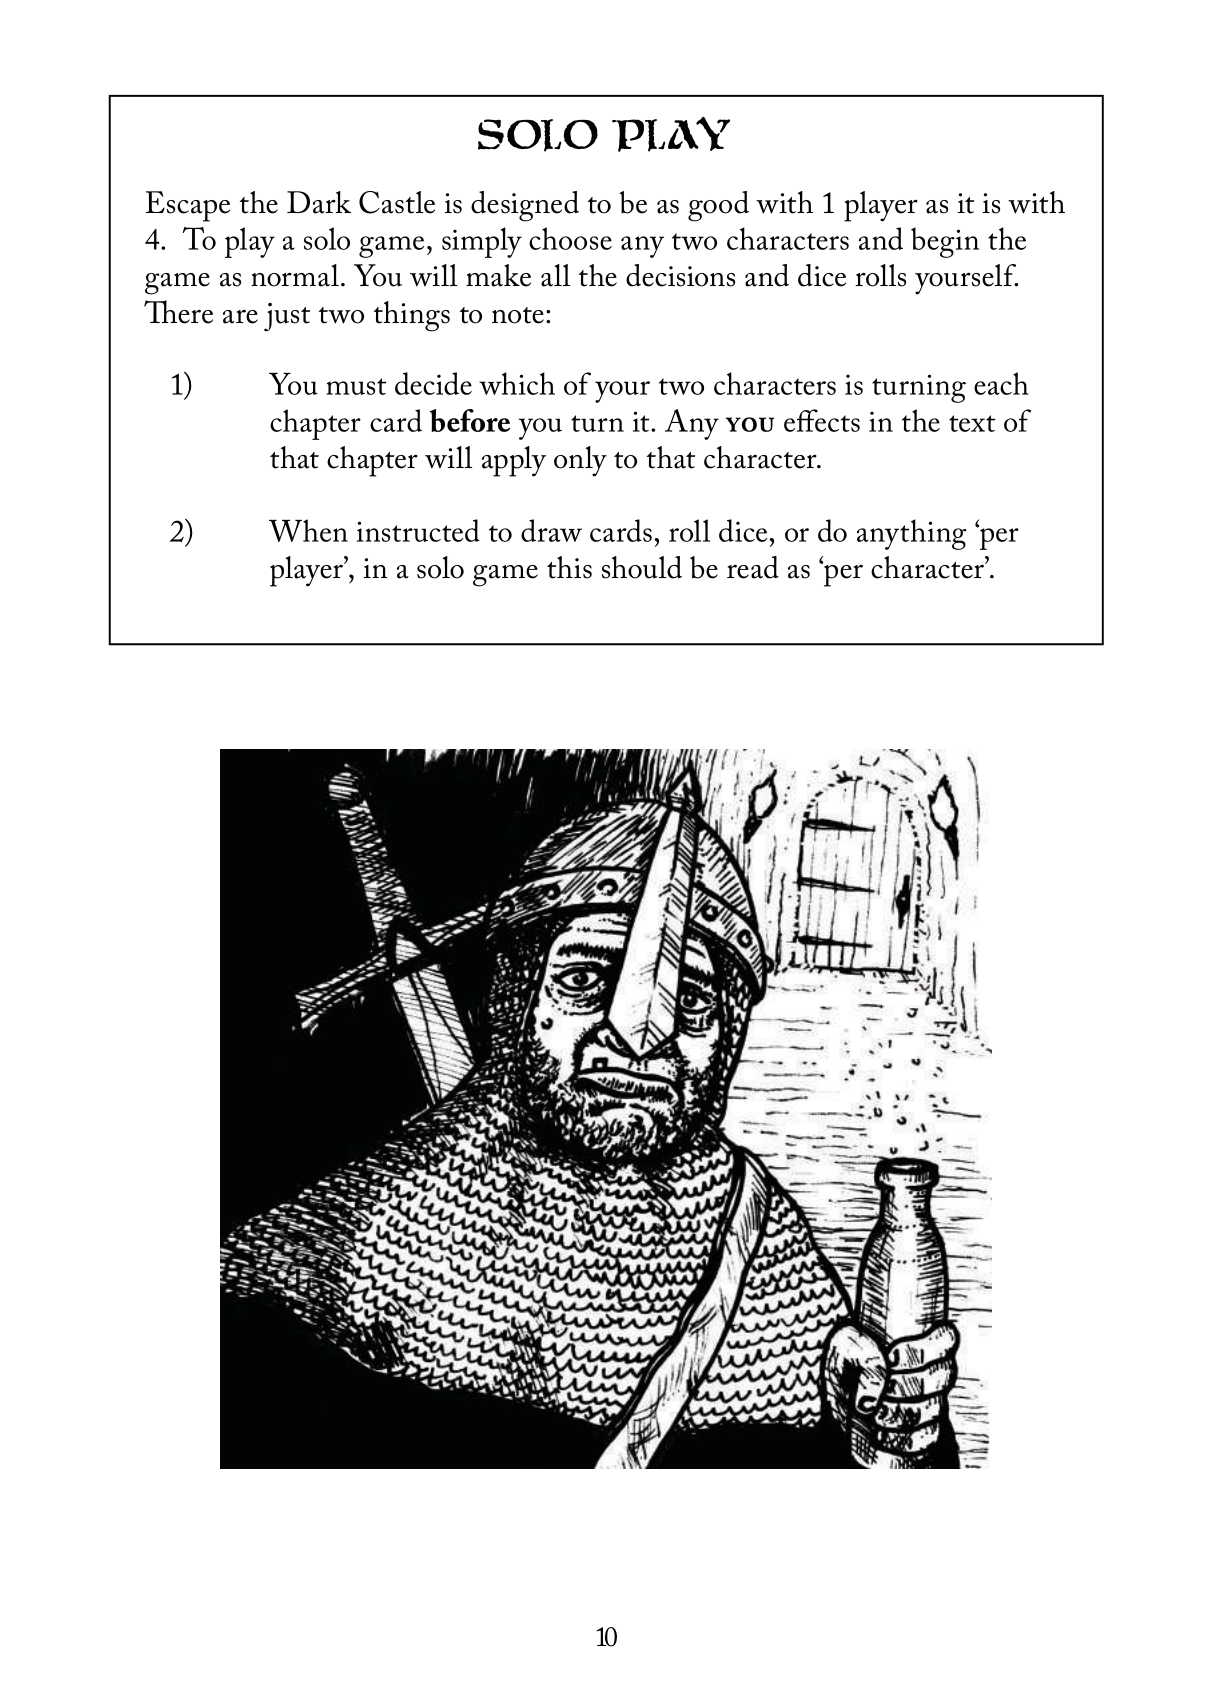 SOLO PLAY
Escape the Dark Castle is designed to be as good with 1 player as it is with
4.  To play a solo game, simply choose any two characters and begin the
game as normal. You will make all the decisions and dice rolls yourself.
There are just two things to note:
1) You must decide which of your two characters is turning each
chapter card before you turn it. Any YOU effects in the text of
that chapter will apply only to that character.
2) When instructed to draw cards, roll dice, or do anything ‘per
player’, in a solo game this should be read as ‘per character’.
10